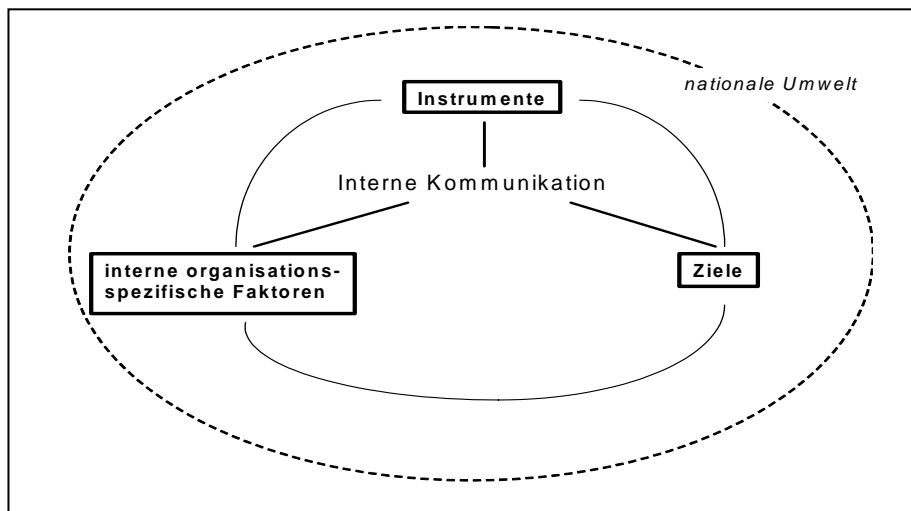 nationale Umwelt
Instrumente
Interne Kommunikation
interne organisations-
spezifische Faktoren
Ziele